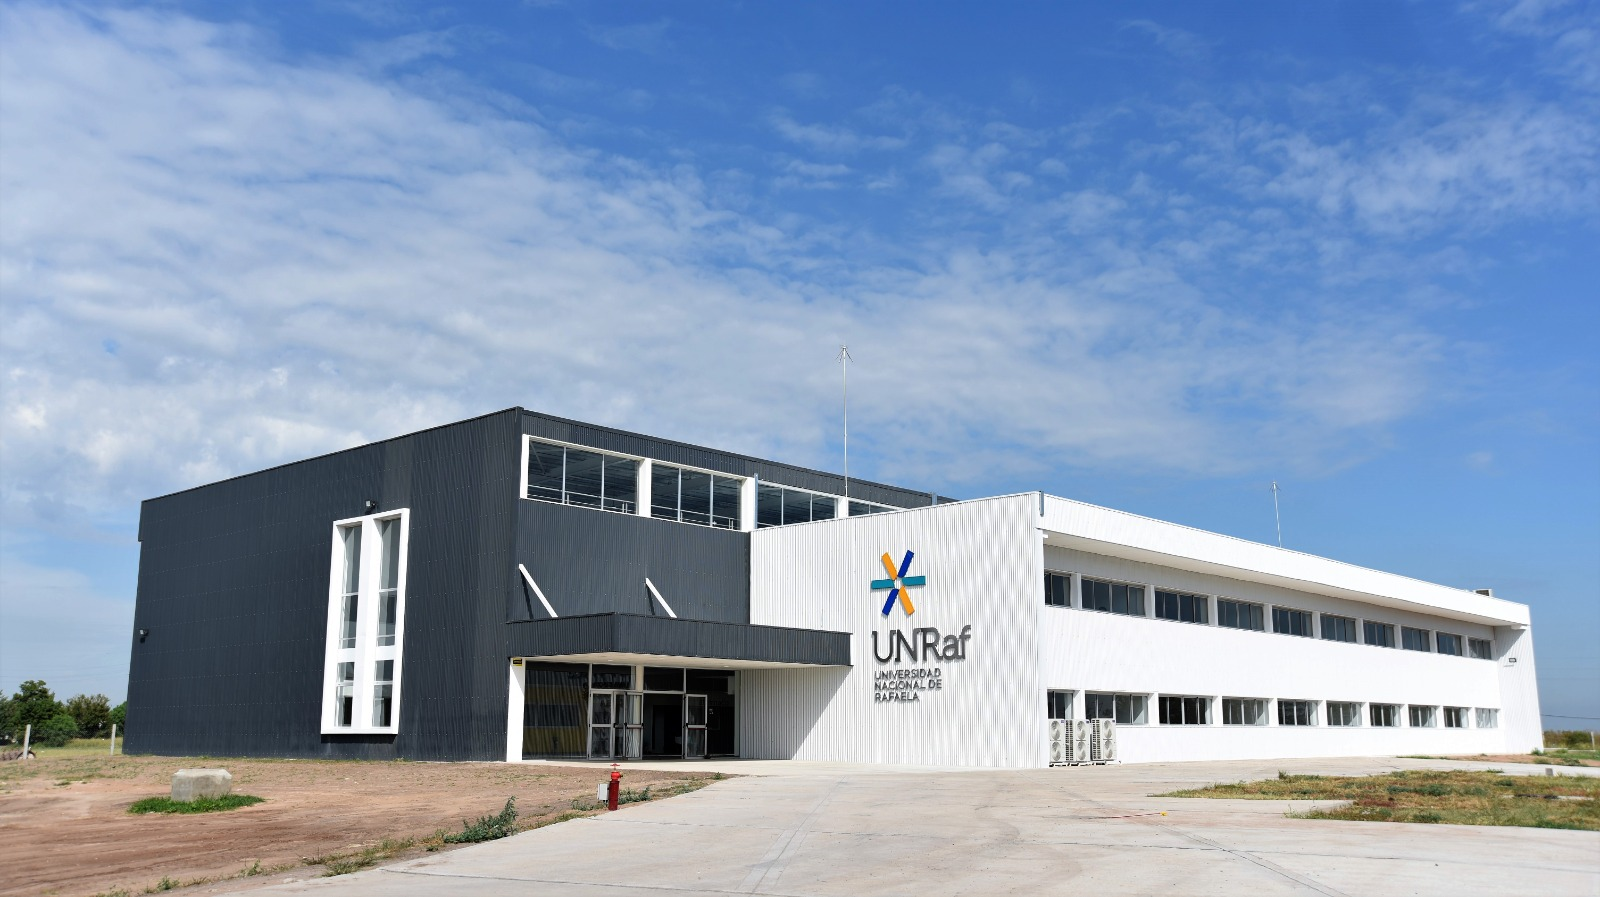 UNRaf
UNIVERSIDAD
NACIONAL DE
RAFAELA